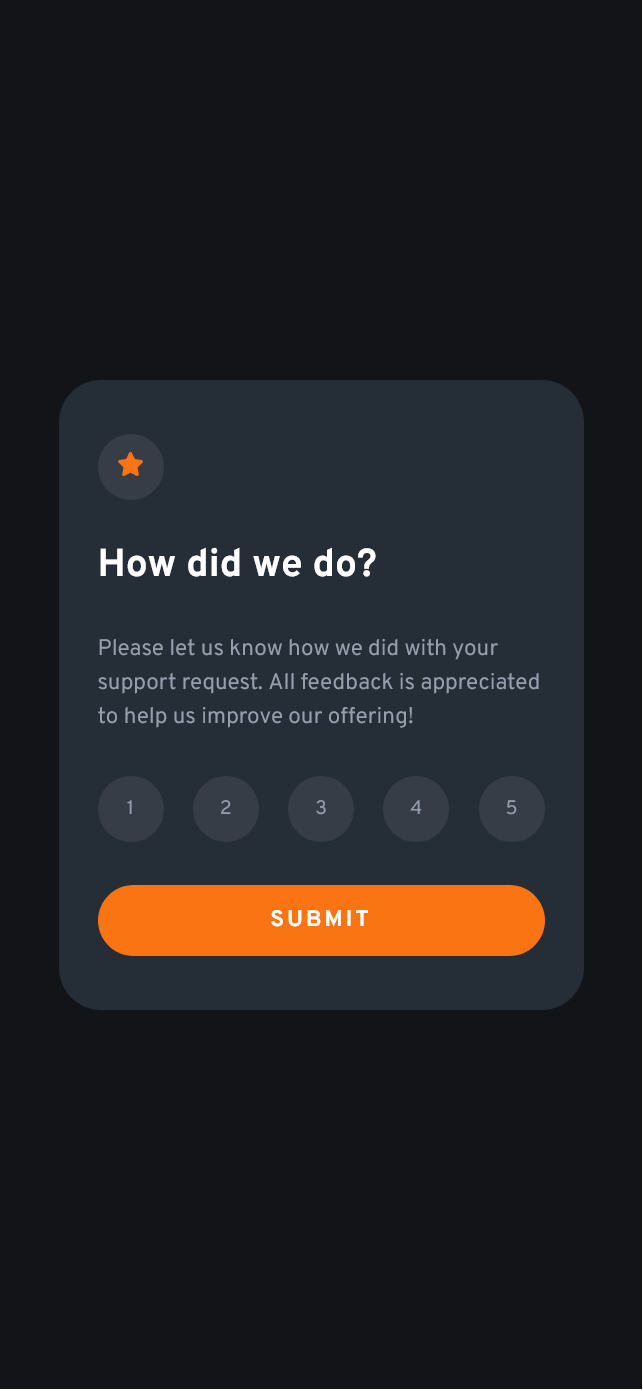 How did we do?
Please let us know how we did with your
support request. All feedback is appreciated
to help us improve our offering!
1 2 3 4 5
SUBMIT